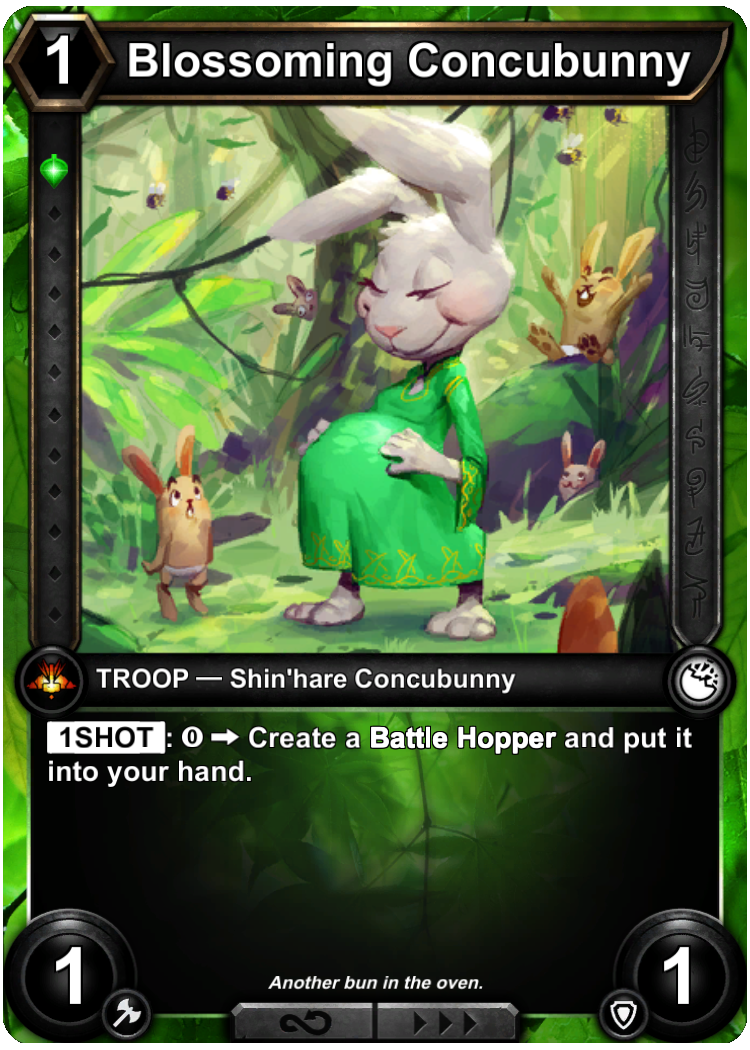 1
Blossoming Concubunny
TROOP — Shin'hare Concubunny
1SHOT: 0 → Create a Battle Hopper and put it
into your hand.
Another bun in the oven.
1
1